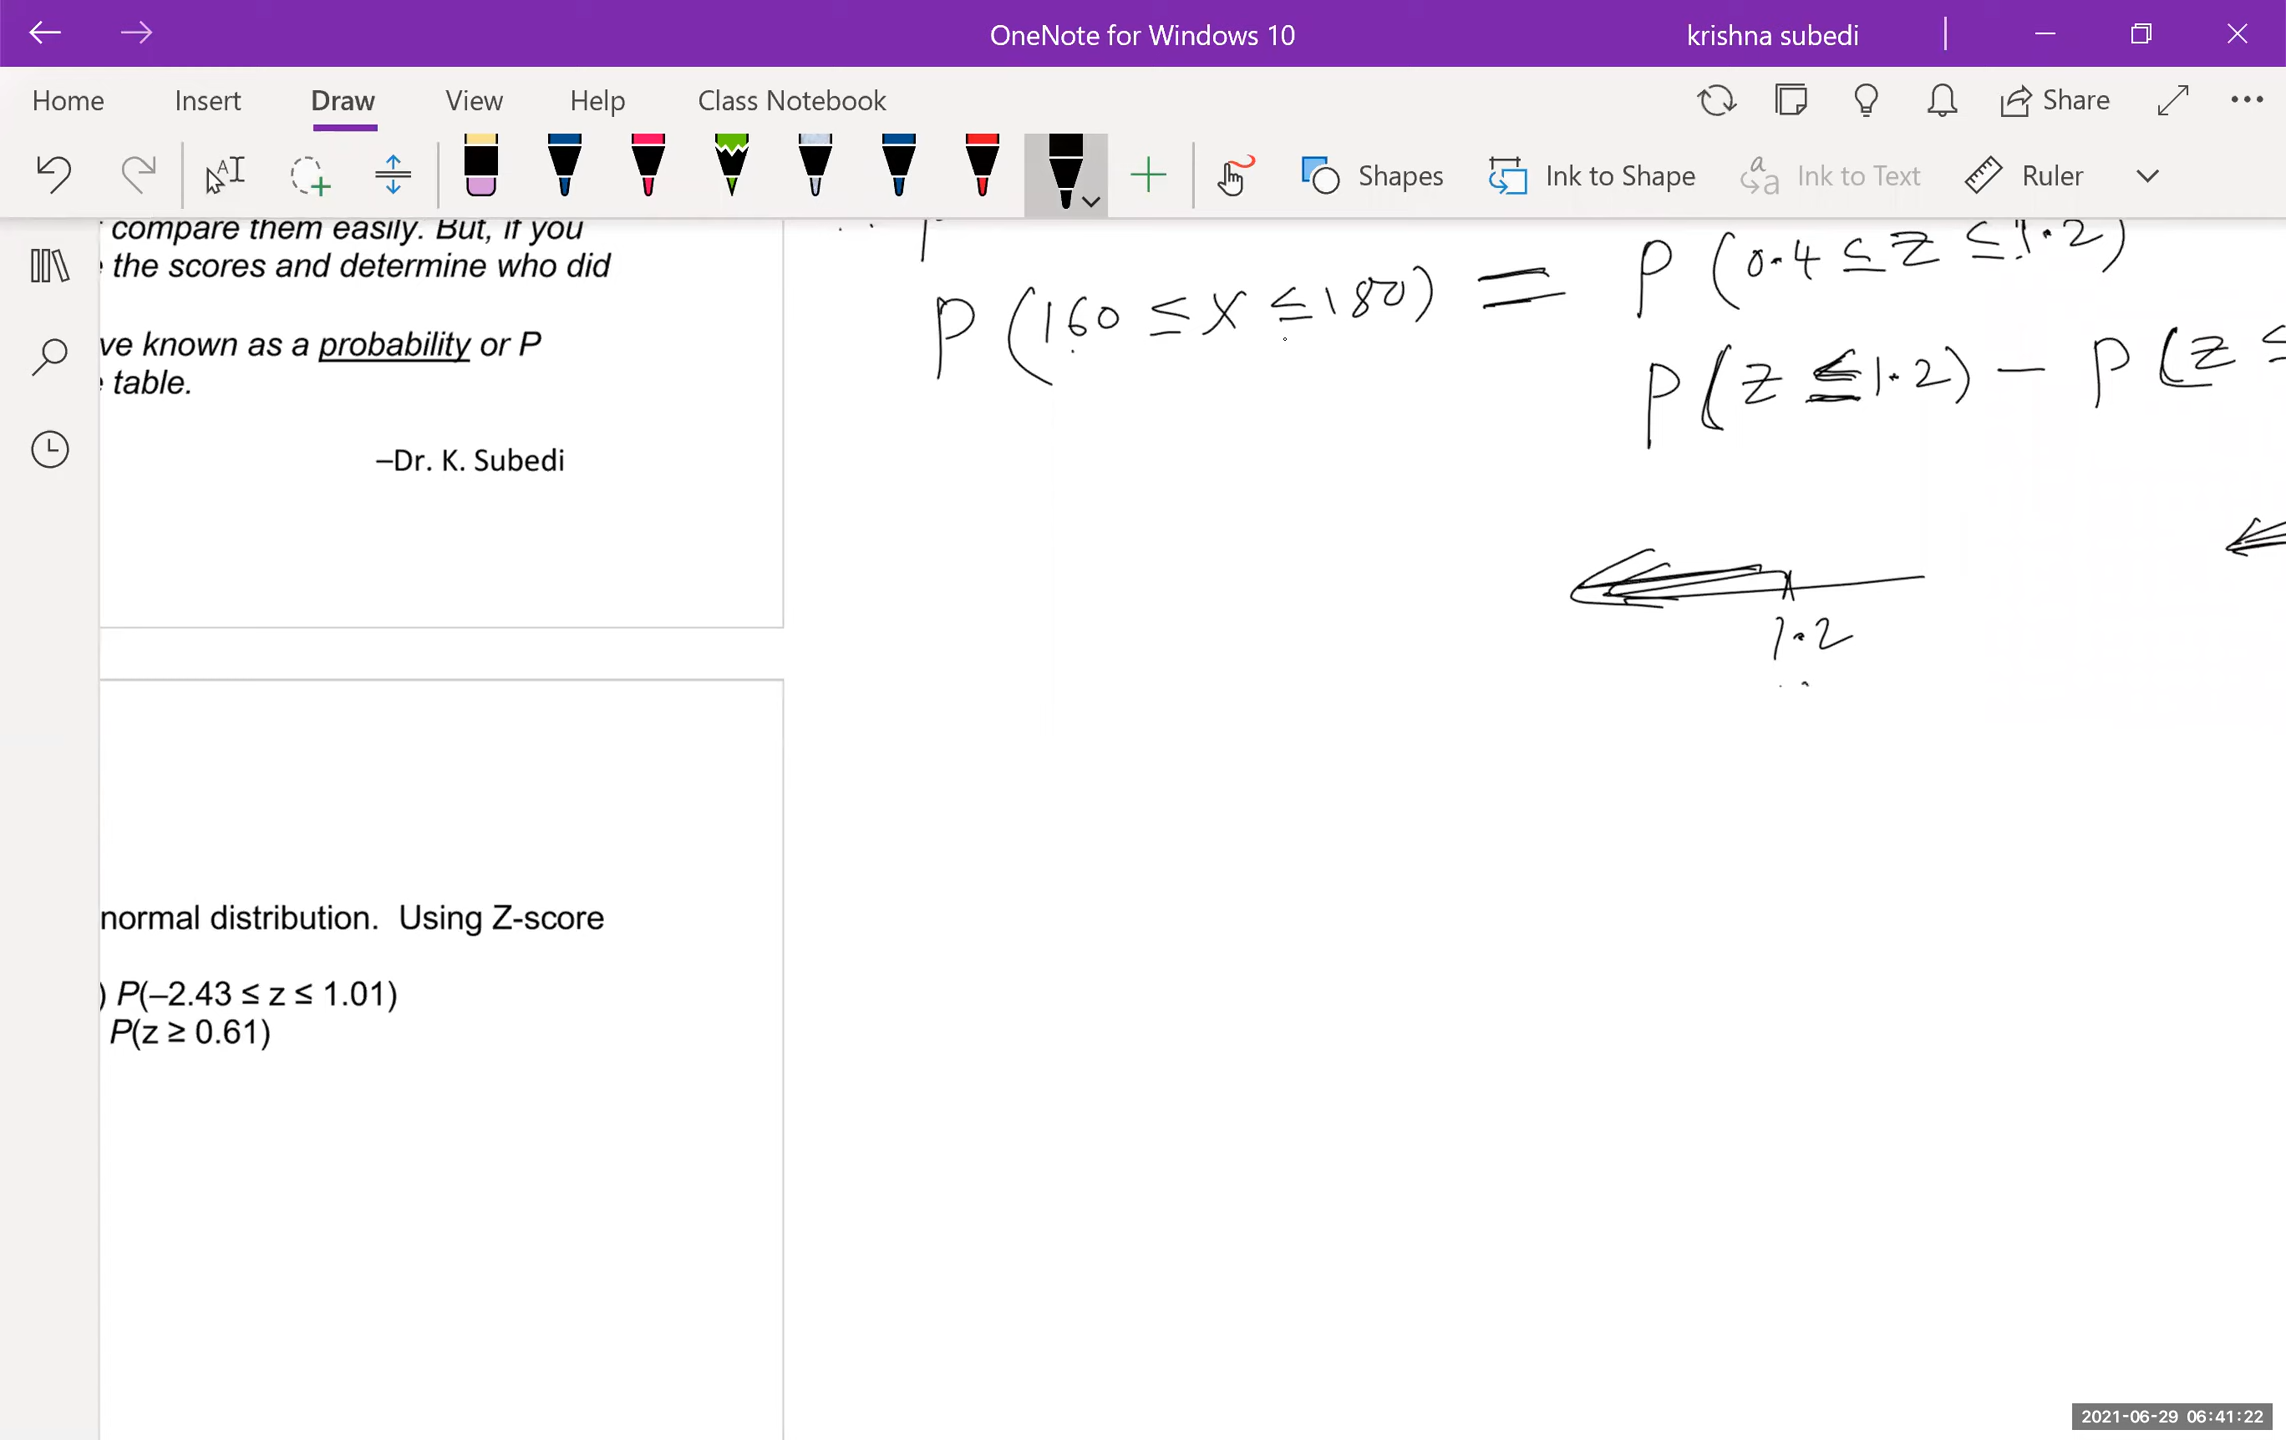 OneNote for Windows 10
krishna subedi
Home Insert Draw View Help Class Notebook Share
Shapes Ink to Shape Ink to Text Ruler
compare them easily. But, if you
the scores and determine who did
ve known as a probability or P
table.
–Dr. K. Subedi
P (160 ≤ x ≤ 180) = P (0.4 ≤ z ≤ 1.2)
P (z ≤ 1.2) – P (z ≤
1.2
normal distribution. Using Z-score
) P(–2.43 ≤ z ≤ 1.01)
P(z ≥ 0.61)
2021-06-29 06:41:22